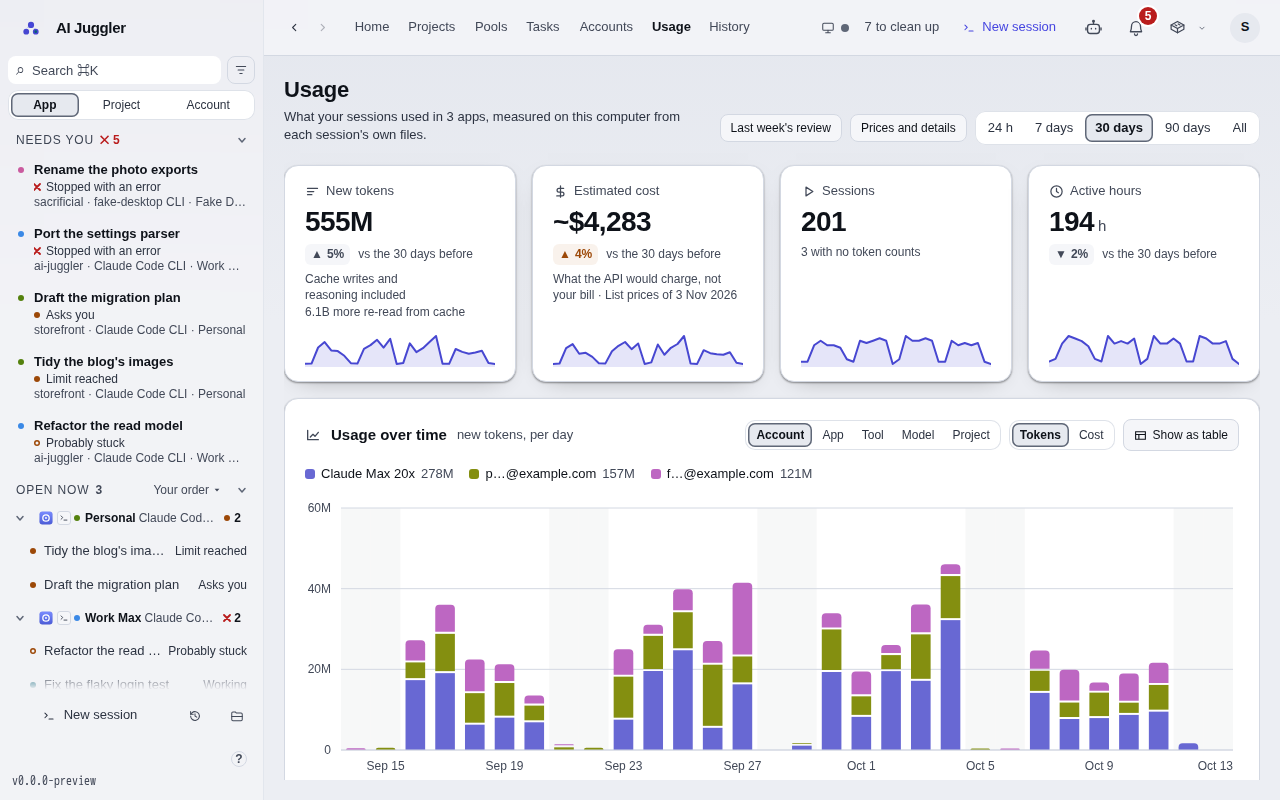 AI Juggler
Search ⌘K
App Project Account
NEEDS YOU 5
Rename the photo exports
Stopped with an error
sacrificial · fake-desktop CLI · Fake D…
Port the settings parser
Stopped with an error
ai-juggler · Claude Code CLI · Work …
Draft the migration plan
Asks you
storefront · Claude Code CLI · Personal
Tidy the blog's images
Limit reached
storefront · Claude Code CLI · Personal
Refactor the read model
Probably stuck
ai-juggler · Claude Code CLI · Work …
OPEN NOW 3 Your order
Personal Claude Cod… 2
Tidy the blog's ima… Limit reached
Draft the migration plan Asks you
Work Max Claude Co… 2
Refactor the read … Probably stuck
Fix the flaky login test Working
New session
?
v0.0.0-preview
Home Projects Pools Tasks Accounts Usage History
7 to clean up New session 5 S
Usage
What your sessions used in 3 apps, measured on this computer from
each session's own files.
Last week's review Prices and details 24 h 7 days 30 days 90 days All
New tokens
555M
▲ 5% vs the 30 days before
Cache writes and
reasoning included
6.1B more re-read from cache
Estimated cost
~$4,283
▲ 4% vs the 30 days before
What the API would charge, not
your bill · List prices of 3 Nov 2026
Sessions
201
3 with no token counts
Active hours
194 h
▼ 2% vs the 30 days before
Usage over time new tokens, per day
Account App Tool Model Project Tokens Cost Show as table
Claude Max 20x 278M p…@example.com 157M f…@example.com 121M
60M
40M
20M
0
Sep 15 Sep 19 Sep 23 Sep 27 Oct 1 Oct 5 Oct 9 Oct 13